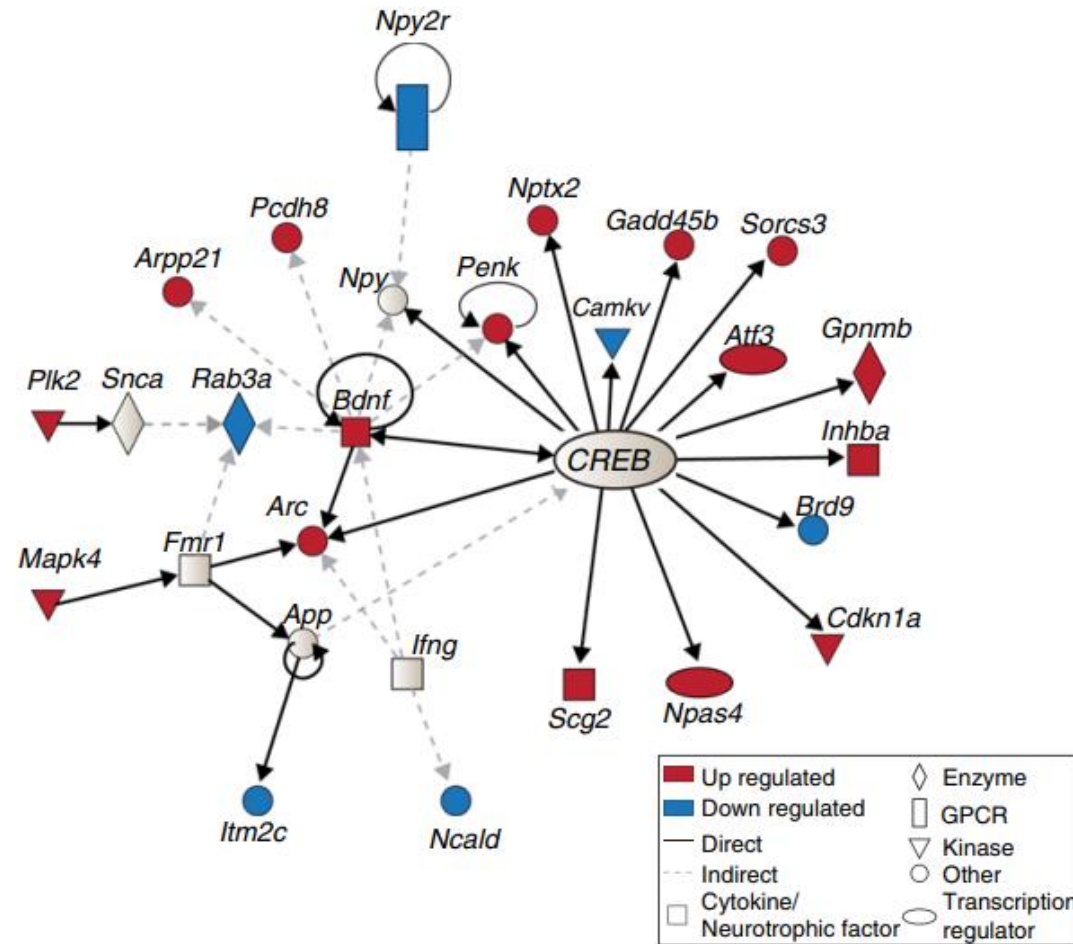 Npy2r
Nptx2
Pcdh8
Gadd45b
Sorcs3
Arpp21
Npy
Penk
Camkv
Atf3
Gpnmb
Plk2
Snca
Rab3a
Bdnf
Inhba
CREB
Arc
Brd9
Mapk4
Fmr1
App
Ifng
Cdkn1a
Scg2
Npas4
Itm2c
Ncald
Up regulated
Down regulated
Direct
Indirect
Cytokine/
Neurotrophic factor
Enzyme
GPCR
Kinase
Other
Transcription
regulator